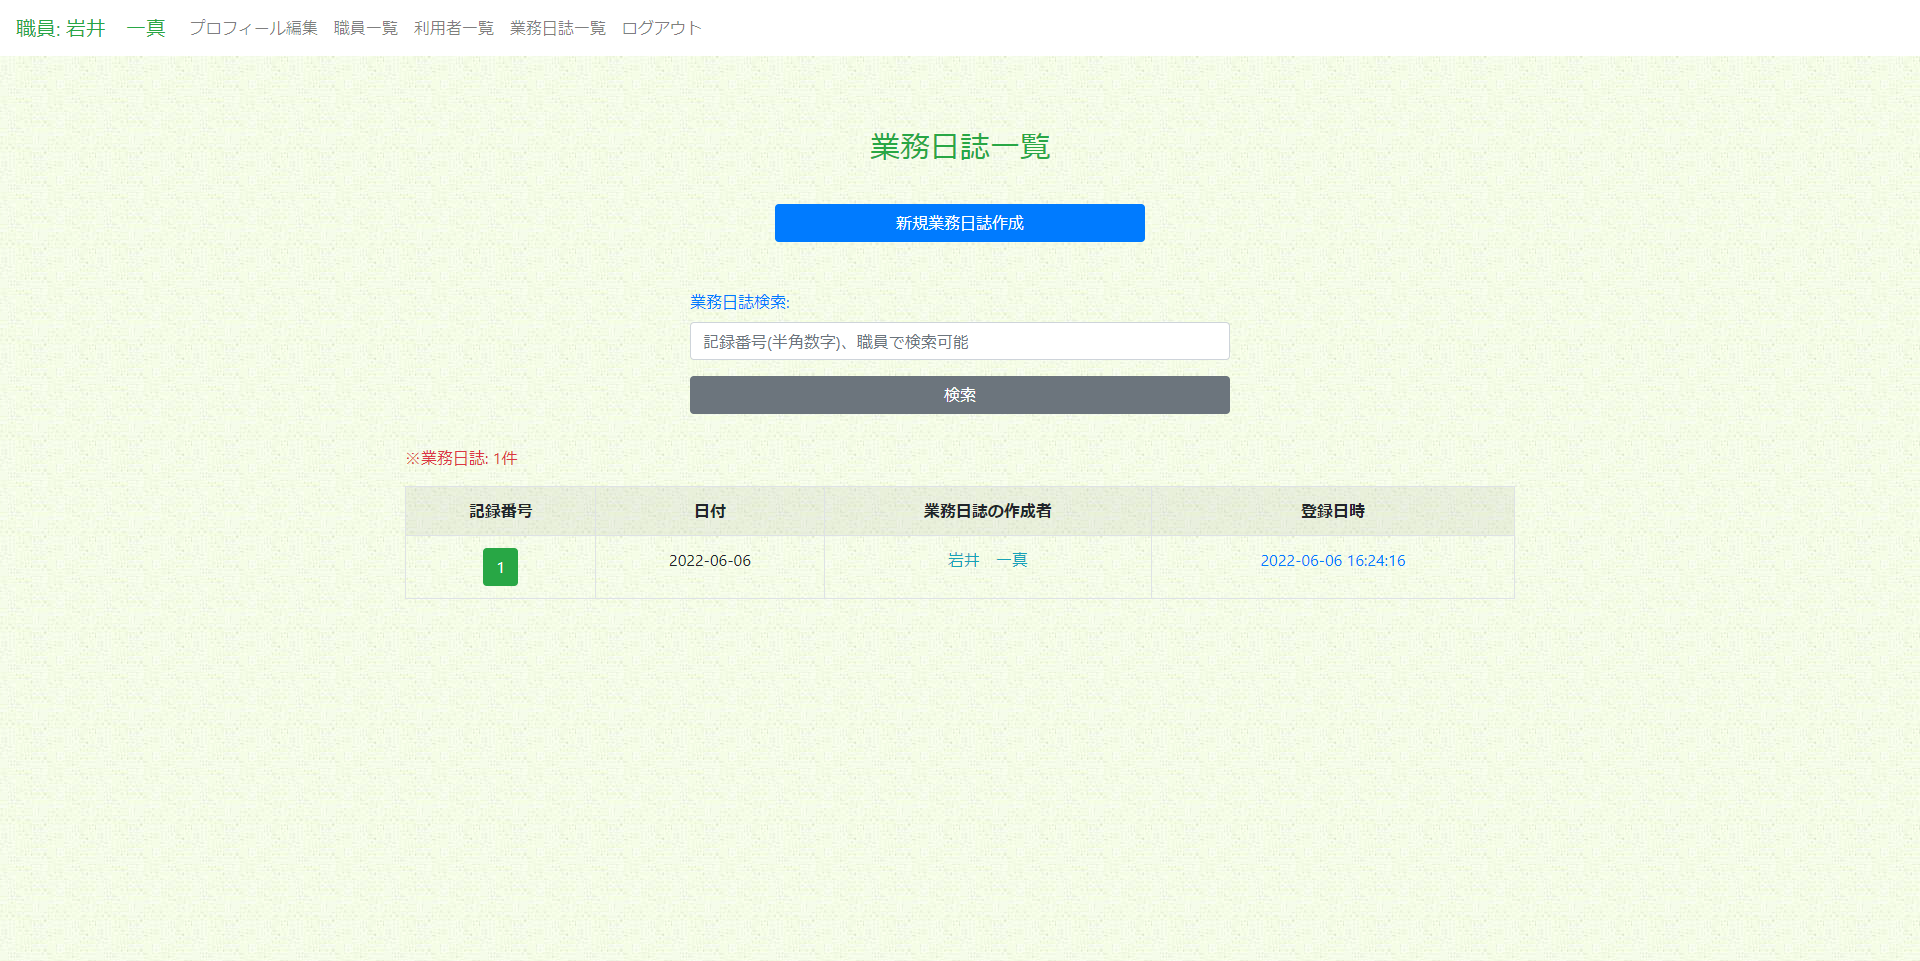 職員: 岩井　一真 プロフィール編集 職員一覧 利用者一覧 業務日誌一覧 ログアウト
業務日誌一覧
新規業務日誌作成
業務日誌検索:
記録番号(半角数字)、職員で検索可能
検索
※業務日誌: 1件
記録番号 日付 業務日誌の作成者 登録日時
1 2022-06-06 岩井　一真 2022-06-06 16:24:16